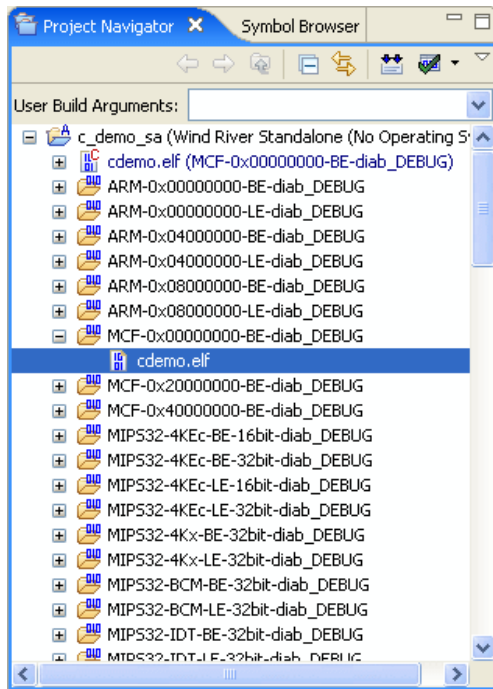 Project Navigator
Symbol Browser
User Build Arguments:
c_demo_sa (Wind River Standalone (No Operating S
cdemo.elf (MCF-0x00000000-BE-diab_DEBUG)
ARM-0x00000000-BE-diab_DEBUG
ARM-0x00000000-LE-diab_DEBUG
ARM-0x04000000-BE-diab_DEBUG
ARM-0x04000000-LE-diab_DEBUG
ARM-0x08000000-BE-diab_DEBUG
ARM-0x08000000-LE-diab_DEBUG
MCF-0x00000000-BE-diab_DEBUG
cdemo.elf
MCF-0x20000000-BE-diab_DEBUG
MCF-0x40000000-BE-diab_DEBUG
MIPS32-4KEc-BE-16bit-diab_DEBUG
MIPS32-4KEc-BE-32bit-diab_DEBUG
MIPS32-4KEc-LE-16bit-diab_DEBUG
MIPS32-4KEc-LE-32bit-diab_DEBUG
MIPS32-4Kx-BE-32bit-diab_DEBUG
MIPS32-4Kx-LE-32bit-diab_DEBUG
MIPS32-BCM-BE-32bit-diab_DEBUG
MIPS32-BCM-LE-32bit-diab_DEBUG
MIPS32-IDT-BE-32bit-diab_DEBUG
MIPS32-IDT-LE-32bit-diab_DEBUG